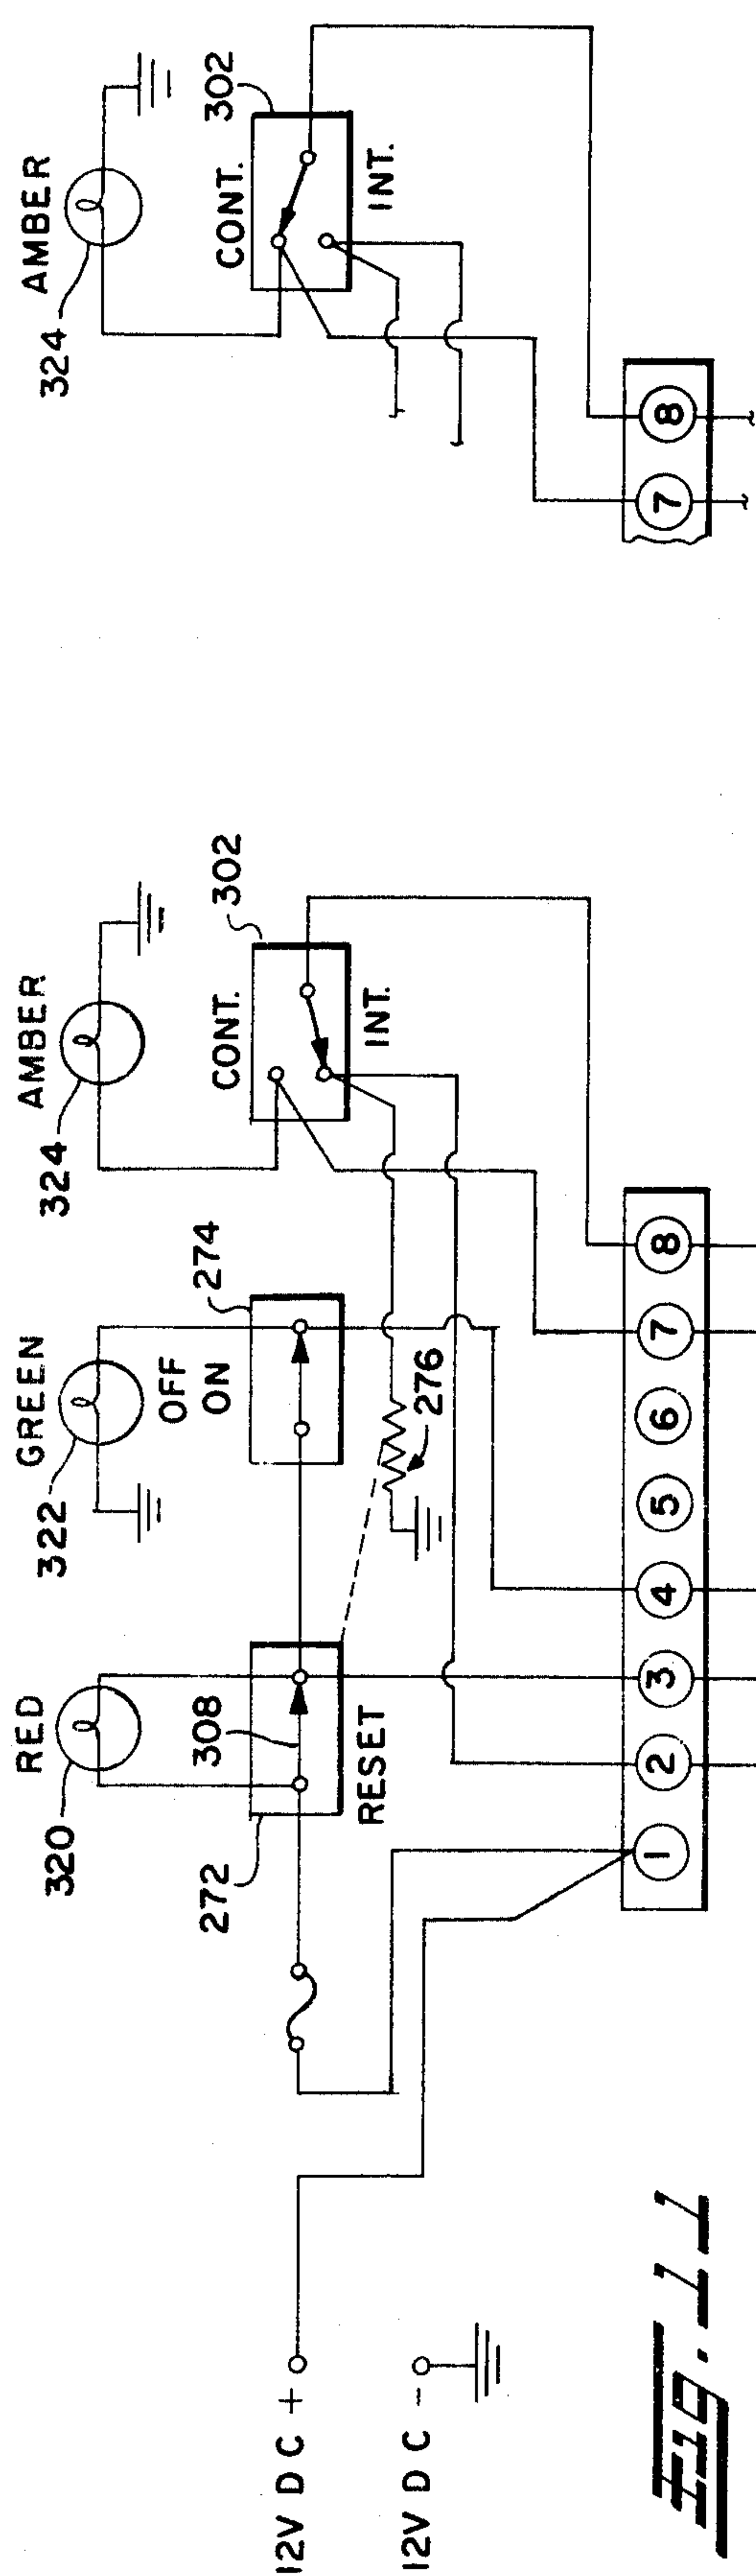 12V D C +
12V D C -
RED
320
272
308
RESET
GREEN
322
OFF
ON
274
276
AMBER
324
302
CONT.
INT.
1
2
3
4
5
6
7
8
AMBER
324
302
CONT.
INT.
7
8
FIG. 11